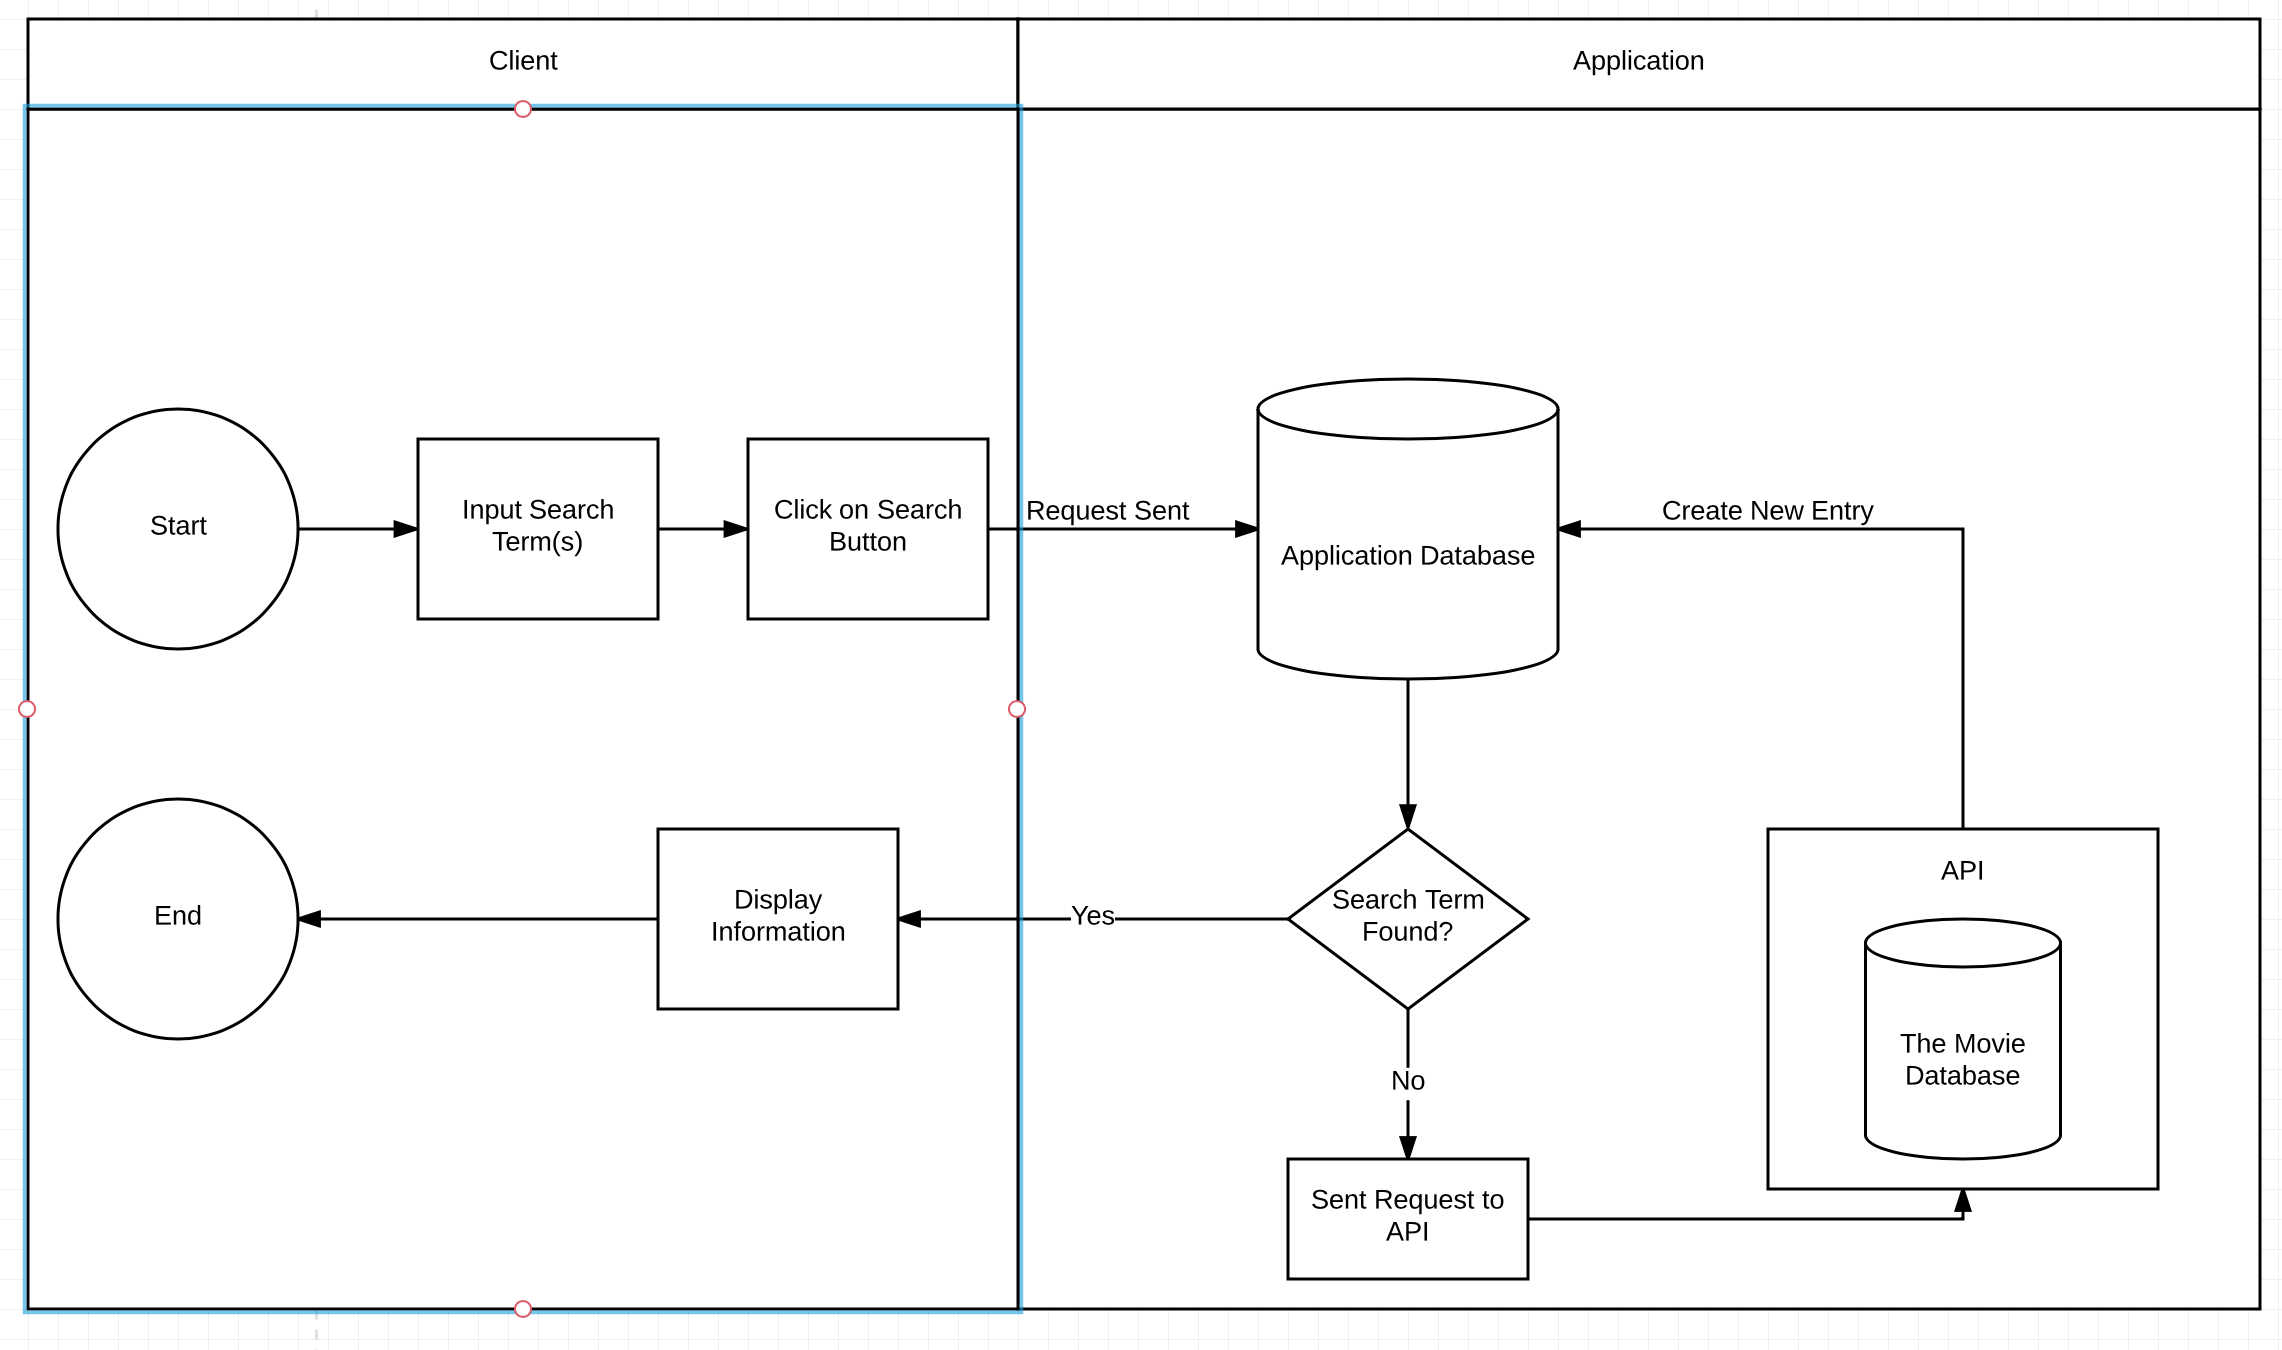 Client
Application
Start
Input Search
Term(s)
Click on Search
Button
Request Sent
Application Database
Create New Entry
End
Display
Information
Yes
Search Term
Found?
API
The Movie
Database
No
Sent Request to
API